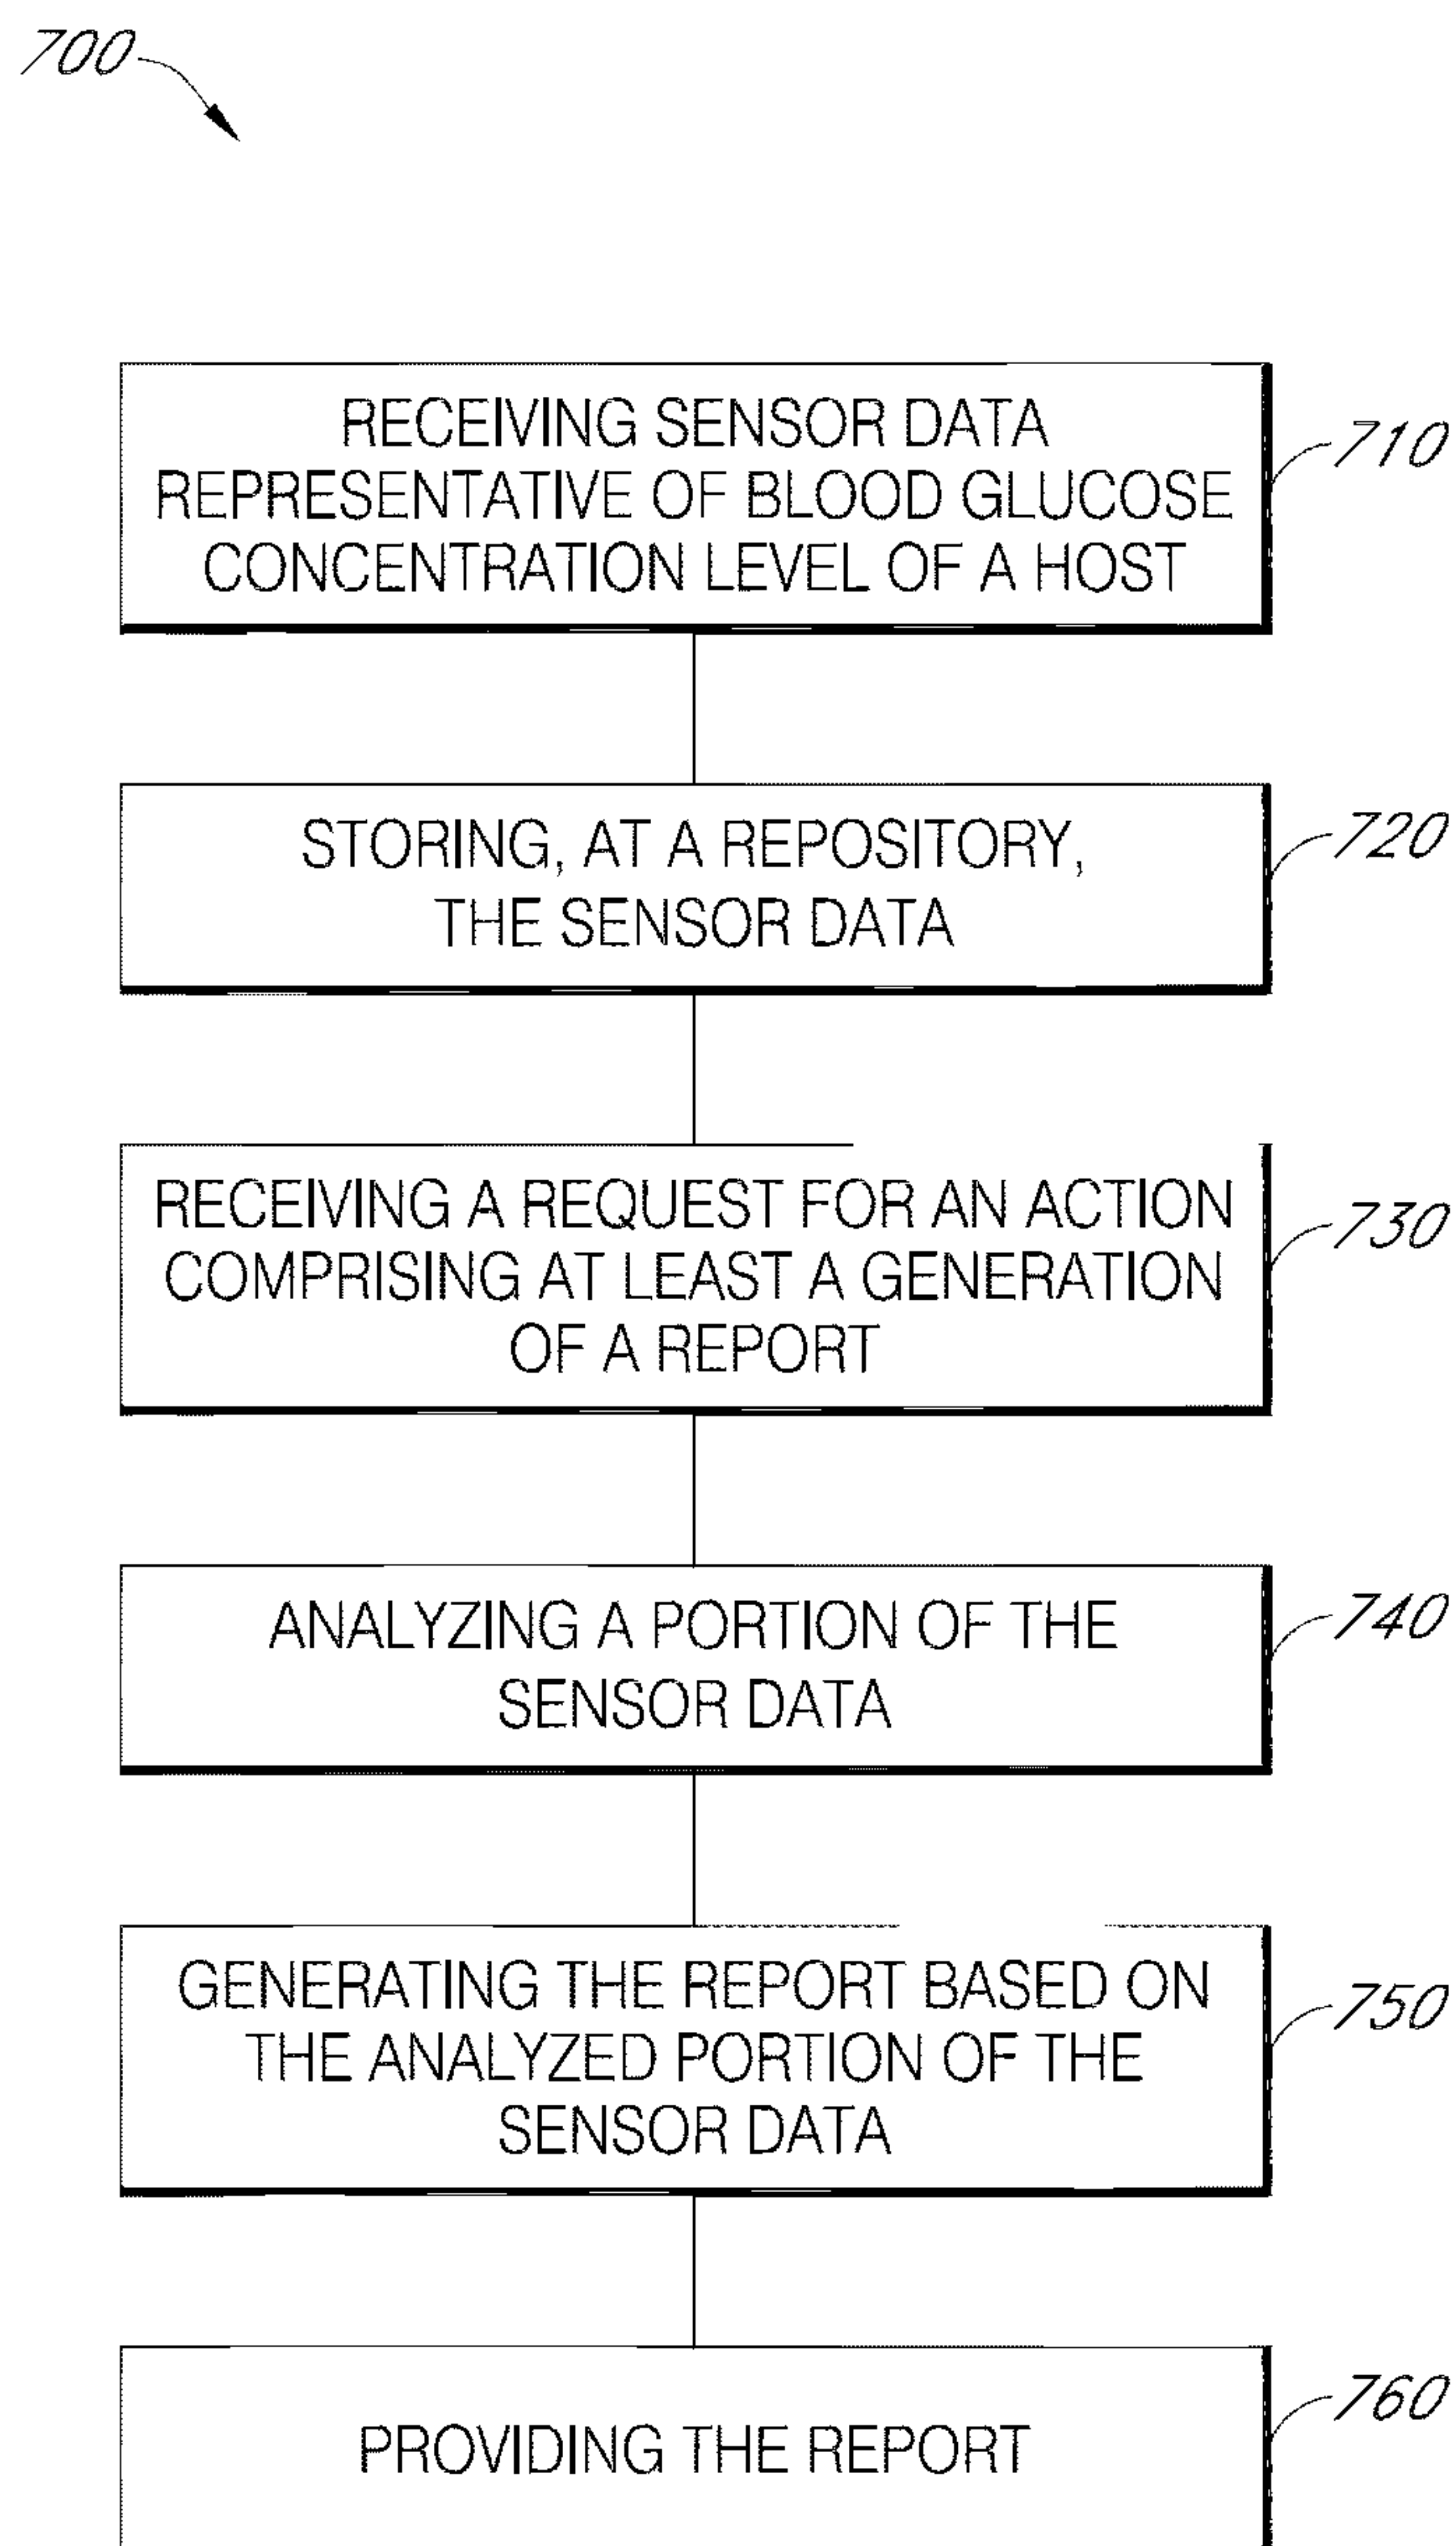 700
RECEIVING SENSOR DATA
REPRESENTATIVE OF BLOOD GLUCOSE
CONCENTRATION LEVEL OF A HOST
710
STORING, AT A REPOSITORY,
THE SENSOR DATA
720
RECEIVING A REQUEST FOR AN ACTION
COMPRISING AT LEAST A GENERATION
OF A REPORT
730
ANALYZING A PORTION OF THE
SENSOR DATA
740
GENERATING THE REPORT BASED ON
THE ANALYZED PORTION OF THE
SENSOR DATA
750
PROVIDING THE REPORT
760